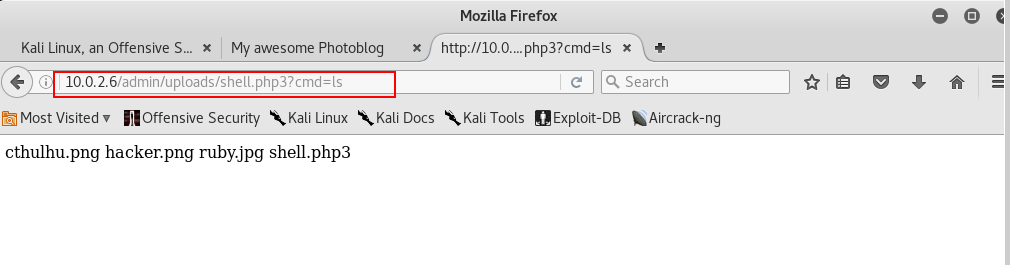 Mozilla Firefox
Kali Linux, an Offensive S... × My awesome Photoblog × http://10.0....php3?cmd=ls ×
10.0.2.6/admin/uploads/shell.php3?cmd=ls Search
Most Visited Offensive Security Kali Linux Kali Docs Kali Tools Exploit-DB Aircrack-ng
cthulhu.png hacker.png ruby.jpg shell.php3